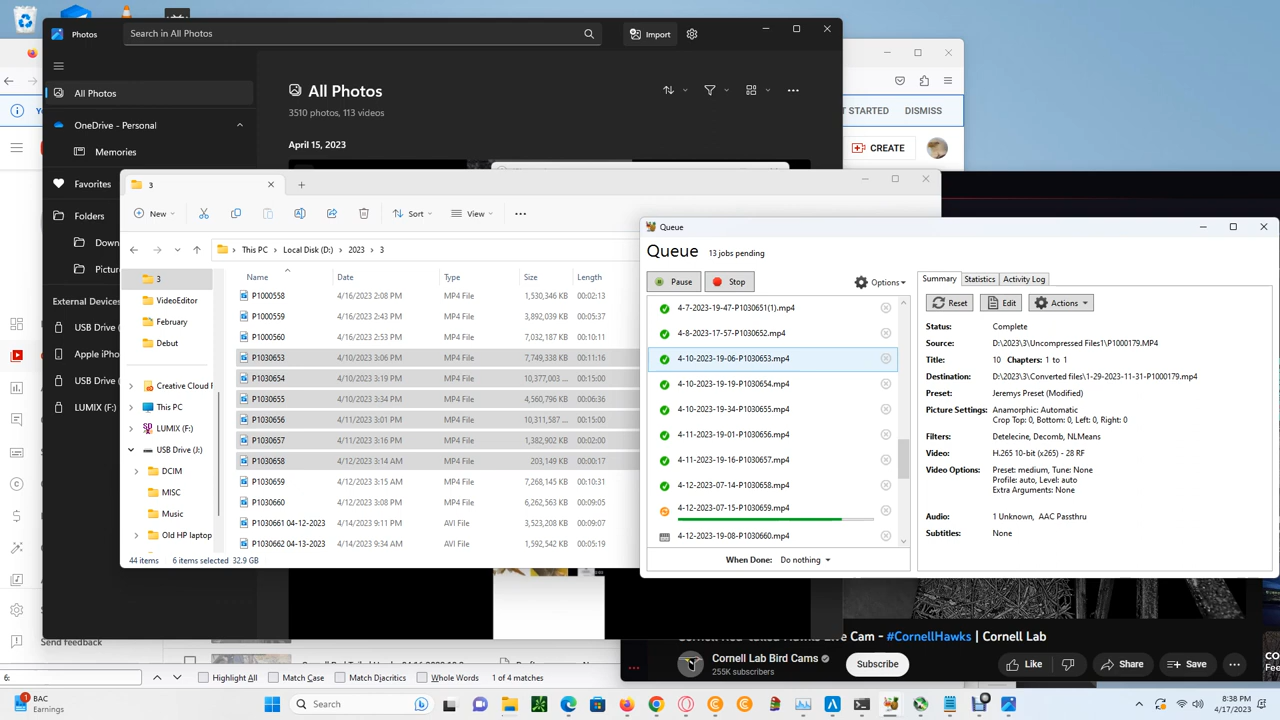 Photos
Search in All Photos
Import
All Photos
OneDrive - Personal
Memories
Favorites
Folders
Down
Pictur
External Devices
USB Drive (
Apple iPho
USB Drive (
LUMIX (F:)
All Photos
3510 photos, 113 videos
April 15, 2023
ET STARTED
DISMISS
CREATE
3
New
Sort
View
This PC
Local Disk (D:)
2023
3
3
VideoEditor
February
Debut
Creative Cloud F
This PC
LUMIX (F:)
USB Drive (J:)
DCIM
MISC
Music
Old HP laptop
Name
Date
Type
Size
Length
P1000558 4/16/2023 2:08 PM MP4 File 1,530,346 KB 00:02:13
P1000559 4/16/2023 2:43 PM MP4 File 3,892,039 KB 00:05:37
P1000560 4/16/2023 2:58 PM MP4 File 7,032,187 KB 00:10:11
P1030653 4/10/2023 3:06 PM MP4 File 7,749,338 KB 00:11:16
P1030654 4/10/2023 3:19 PM MP4 File 10,377,003 ... 00:15:00
P1030655 4/10/2023 3:34 PM MP4 File 4,560,796 KB 00:06:36
P1030656 4/11/2023 3:01 PM MP4 File 10,311,587 ... 00:15:00
P1030657 4/11/2023 3:16 PM MP4 File 1,382,902 KB 00:02:00
P1030658 4/12/2023 3:14 AM MP4 File 203,149 KB 00:00:17
P1030659 4/12/2023 3:15 AM MP4 File 7,268,145 KB 00:10:31
P1030660 4/12/2023 3:08 PM MP4 File 6,262,563 KB 00:09:05
P1030661 04-12-2023 4/12/2023 9:11 PM AVI File 3,523,208 KB 00:09:07
P1030662 04-13-2023 4/14/2023 9:34 AM AVI File 1,592,542 KB 00:05:19
44 items
6 items selected 32.9 GB
Queue
Queue
13 jobs pending
Pause
Stop
Options
4-7-2023-19-47-P1030651(1).mp4
4-8-2023-17-57-P1030652.mp4
4-10-2023-19-06-P1030653.mp4
4-10-2023-19-19-P1030654.mp4
4-10-2023-19-34-P1030655.mp4
4-11-2023-19-01-P1030656.mp4
4-11-2023-19-16-P1030657.mp4
4-12-2023-07-14-P1030658.mp4
4-12-2023-07-15-P1030659.mp4
4-12-2023-19-08-P1030660.mp4
When Done: Do nothing
Summary
Statistics
Activity Log
Reset
Edit
Actions
Status: Complete
Source: D:\2023\3\Uncompressed Files1\P1000179.MP4
Title: 10 Chapters: 1 to 1
Destination: D:\2023\3\Converted files\1-29-2023-11-31-P1000179.mp4
Preset: Jeremys Preset (Modified)
Picture Settings: Anamorphic: Automatic
Crop Top: 0, Bottom: 0, Left: 0, Right: 0
Filters: Detelecine, Decomb, NLMeans
Video: H.265 10-bit (x265) - 28 RF
Video Options: Preset: medium, Tune: None
Profile: auto, Level: auto
Extra Arguments: None
Audio: 1 Unknown, AAC Passthru
Subtitles: None
Send feedback
Cornell Lab
#CornellHawks | Cornell Lab
Cornell Lab Bird Cams
255K subscribers
Subscribe
Like
Share
Save
6:
Highlight All
Match Case
Match Diacritics
Whole Words
1 of 4 matches
BAC
Earnings
Search
8:38 PM
4/17/2023